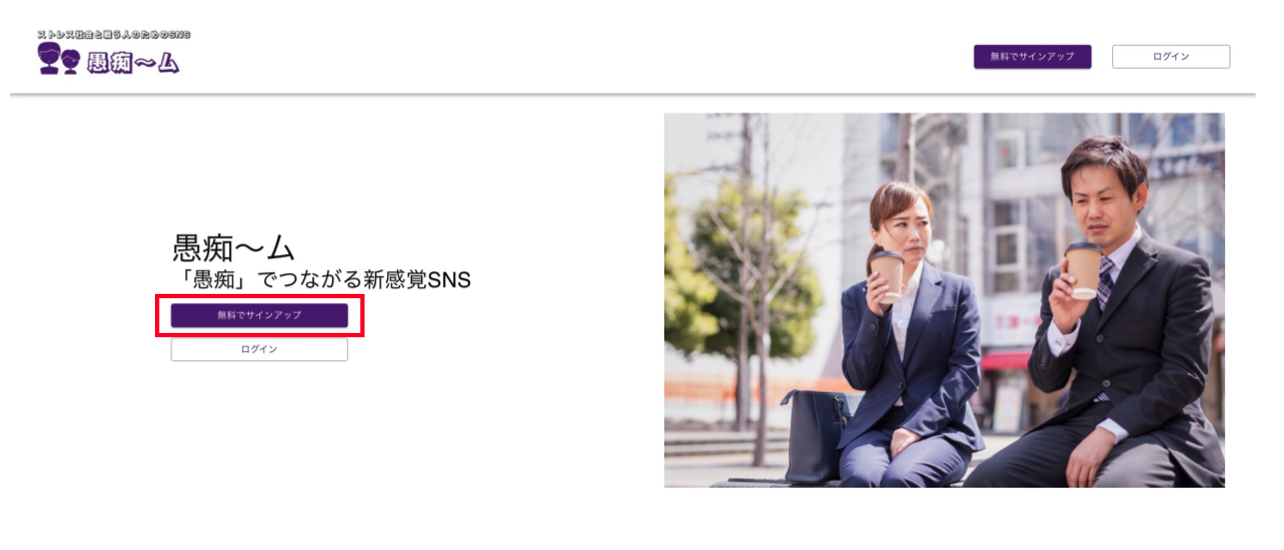 ストレス社会と戦う人のためのSNS
愚痴〜ム
無料でサインアップ
ログイン
愚痴〜ム
「愚痴」でつながる新感覚SNS
無料でサインアップ
ログイン